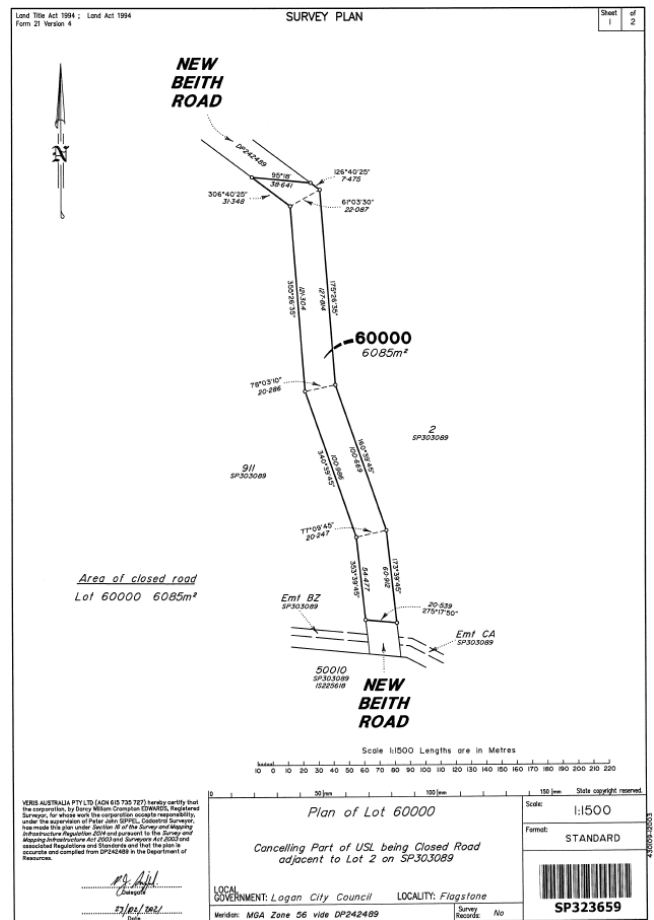 Land Title Act 1994 ; Land Act 1994
Form 21 Version 4
SURVEY PLAN
Sheet 1 of 2
NEW
BEITH
ROAD
DP242489
95°18'
38·641
126°40'25"
7·475
306°40'25"
31·348
61°03'30"
22·087
N
355°26'35"
121·304
175°26'35"
127·814
60000
6085m²
78°03'10"
20·286
2
SP303089
340°59'45"
100·986
160°59'45"
100·669
911
SP303089
77°09'45"
20·247
353°39'45"
54·477
173°39'45"
60·912
Area of closed road
Lot 60000 6085m²
Emt BZ
SP303089
20·539
275°17'50"
Emt CA
SP303089
50010
SP303089
IS225618
NEW
BEITH
ROAD
Scale 1:1500 Lengths are in Metres
10 0 10 20 30 40 50 60 70 80 90 100 110 120 130 140 150 160 170 180 190 200 210 220
0 50 mm 100 mm 150 mm State copyright reserved.
VERIS AUSTRALIA PTY LTD (ACN 615 735 727) hereby certify that
the corporation, by Darcy William Crompton EDWARDS, Registered
Surveyor, for whose work the corporation accepts responsibility,
under the supervision of Peter John SIPPEL, Cadastral Surveyor,
has made this plan under Section 16 of the Survey and Mapping
Infrastructure Regulation 2014 and pursuant to the Survey and
Mapping Infrastructure Act 2003 and Surveyors Act 2003 and
associated Regulations and Standards and that the plan is
accurate and compiled from DP242489 in the Department of
Resources.
Delegate
23/02/2021
Date
Plan of Lot 60000
Cancelling Part of USL being Closed Road
adjacent to Lot 2 on SP303089
LOCAL
GOVERNMENT: Logan City Council LOCALITY: Flagstone
Meridian: MGA Zone 56 vide DP242489
Survey
Records: No
Scale:
1:1500
Format:
STANDARD
SP323659